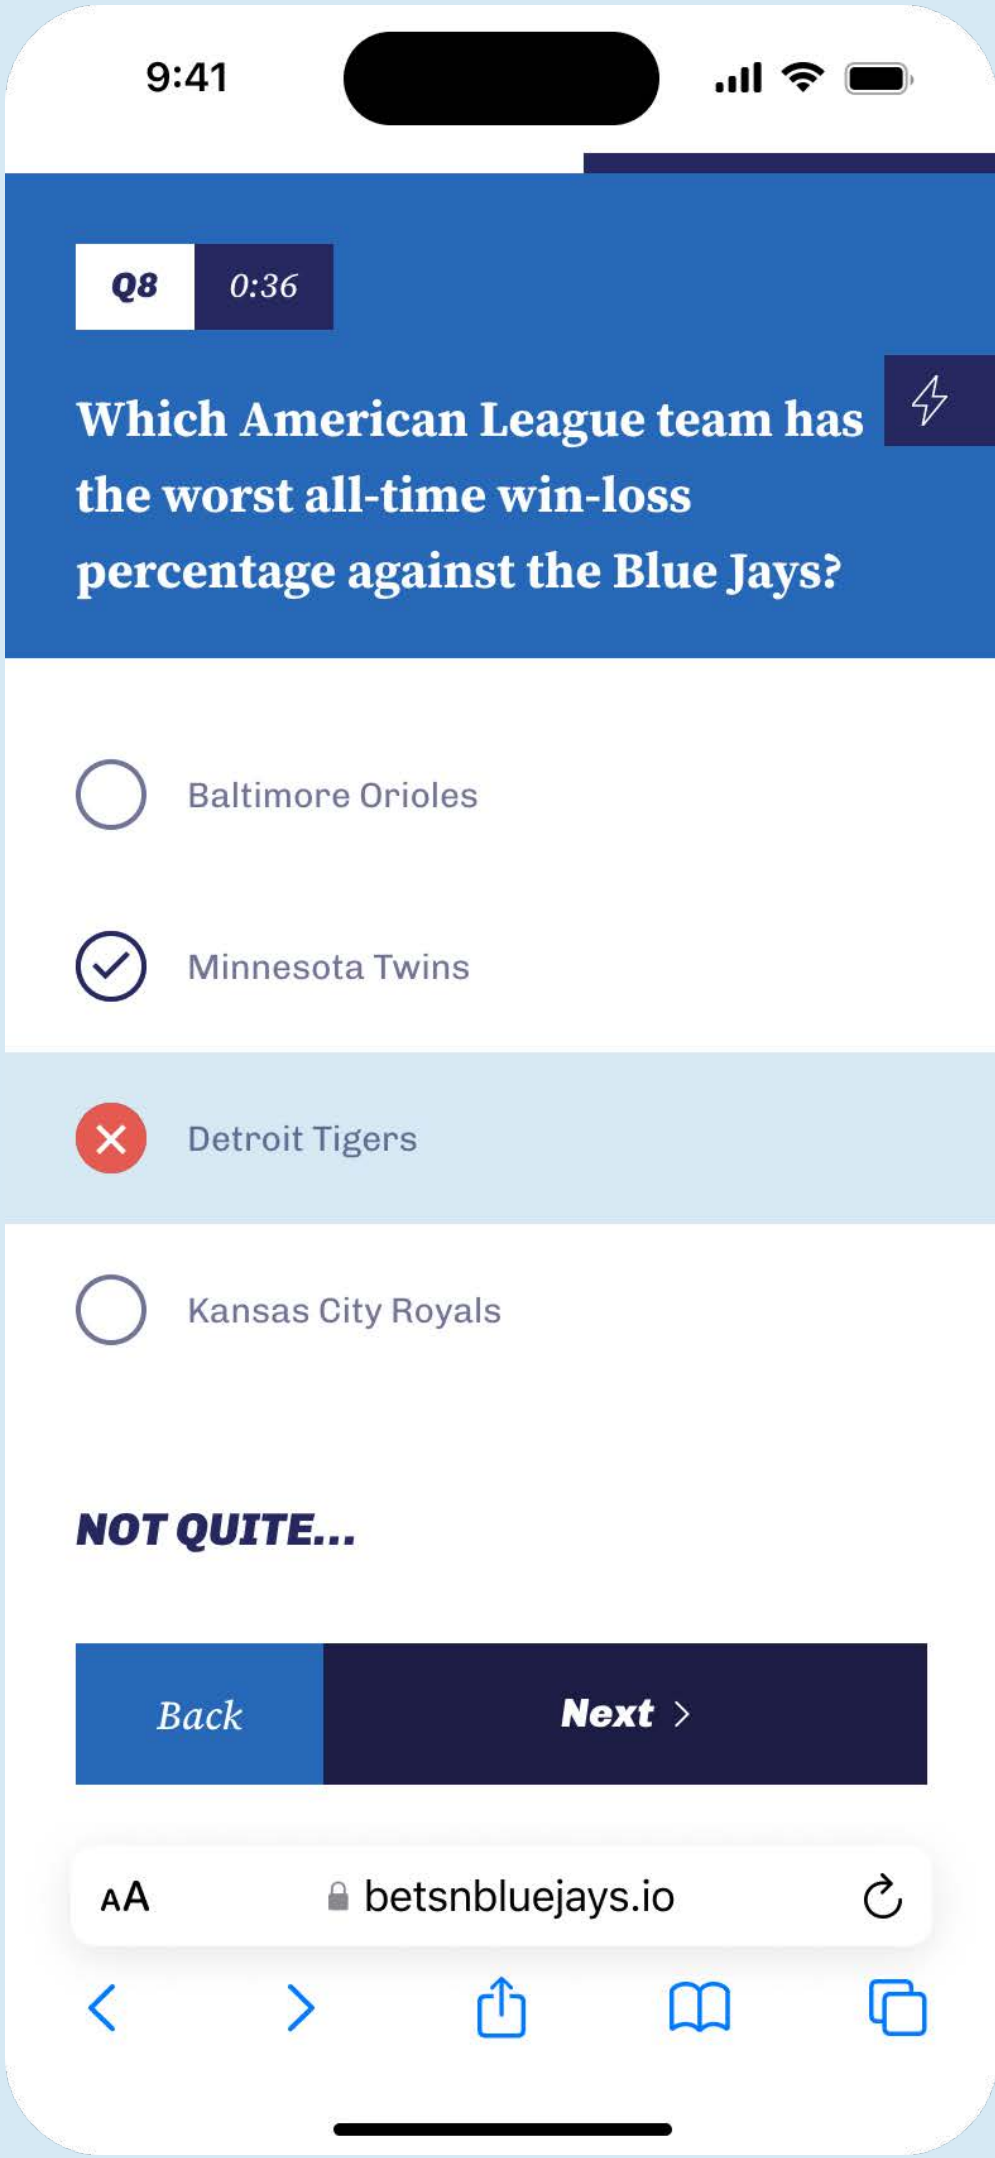 9:41
Q8 0:36
Which American League team has
the worst all-time win-loss
percentage against the Blue Jays?
Baltimore Orioles
Minnesota Twins
Detroit Tigers
Kansas City Royals
NOT QUITE...
Back Next >
AA betsnbluejays.io